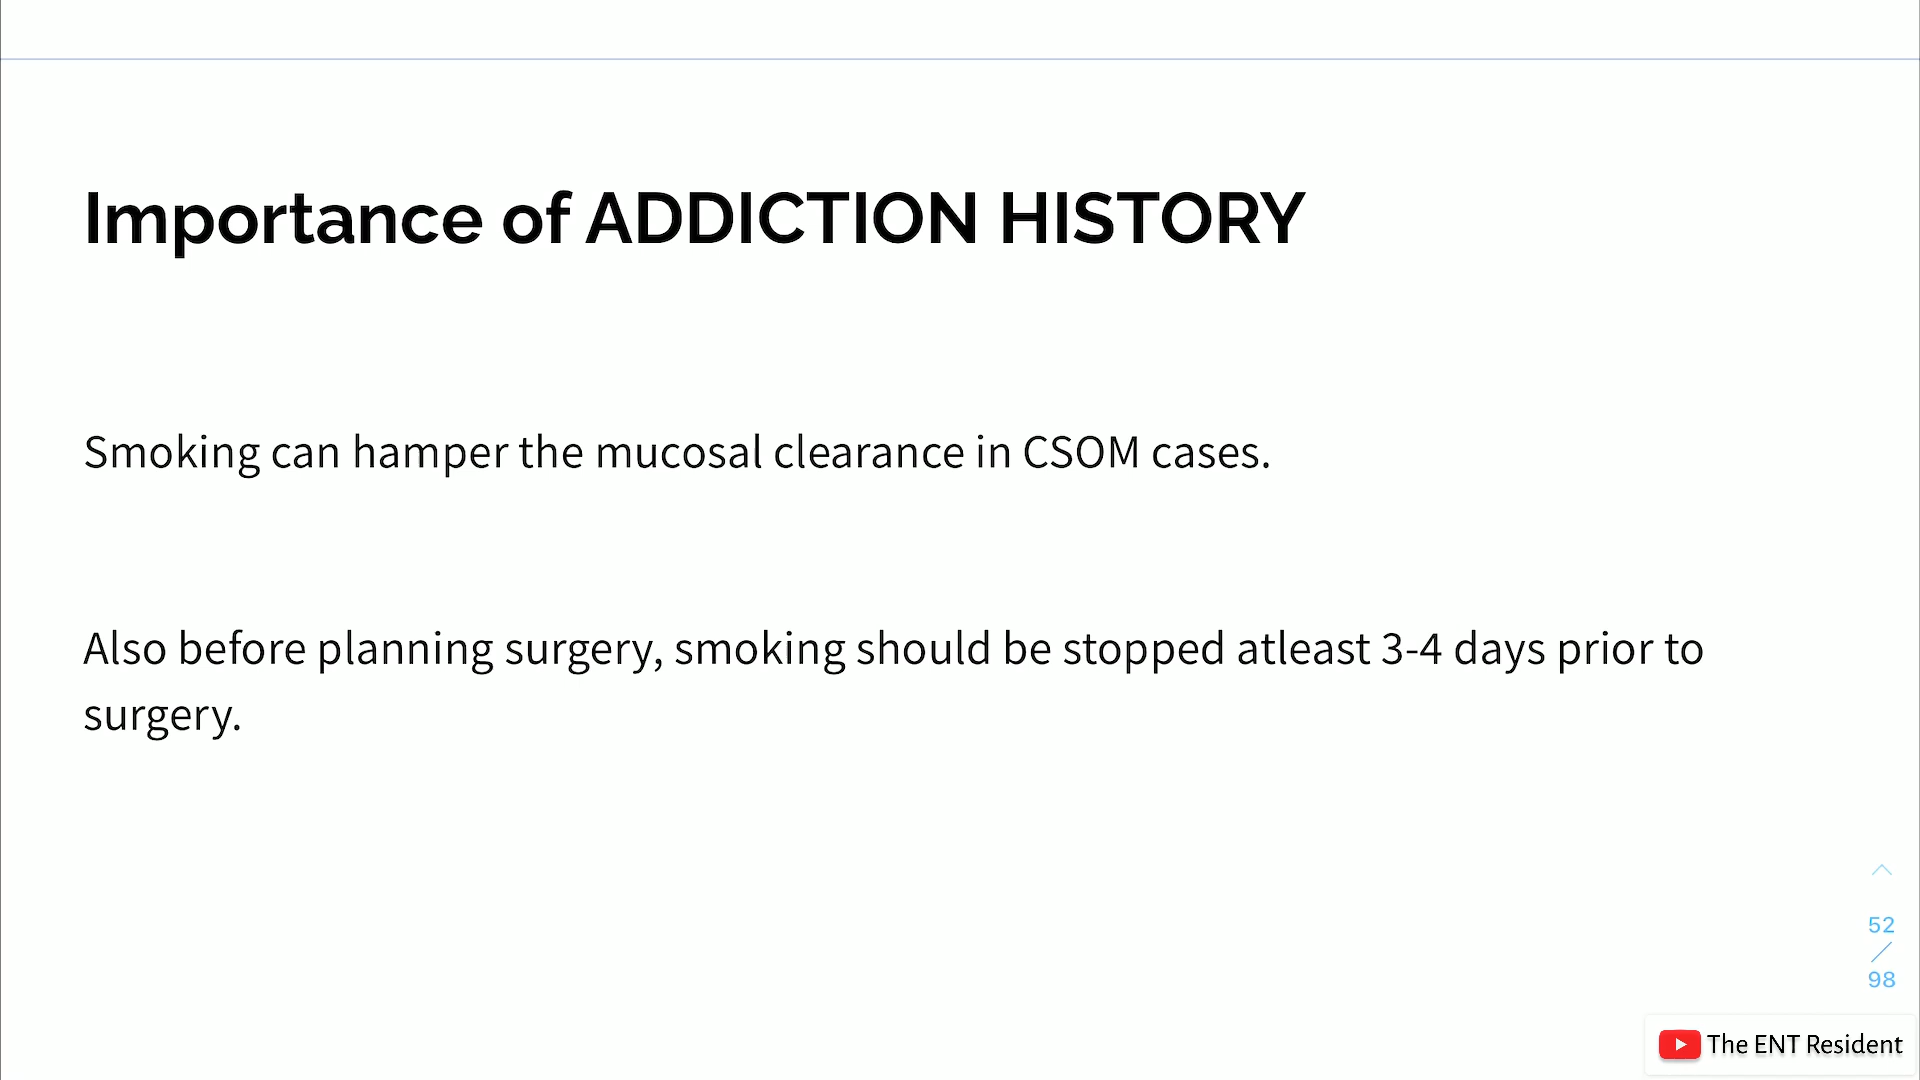 Importance of ADDICTION HISTORY
Smoking can hamper the mucosal clearance in CSOM cases.
Also before planning surgery, smoking should be stopped atleast 3-4 days prior to
surgery.
52
/
98
The ENT Resident